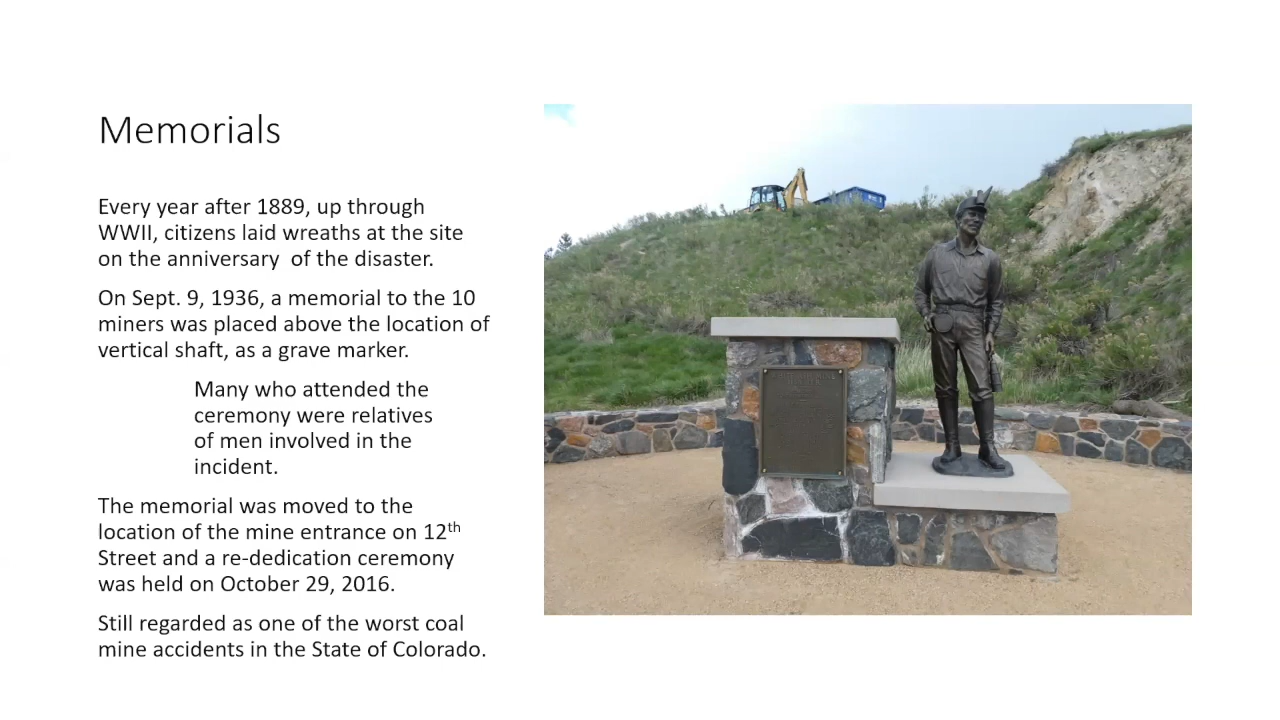 Memorials
Every year after 1889, up through
WWII, citizens laid wreaths at the site
on the anniversary  of the disaster.
On Sept. 9, 1936, a memorial to the 10
miners was placed above the location of
vertical shaft, as a grave marker.
Many who attended the
ceremony were relatives
of men involved in the
incident.
The memorial was moved to the
location of the mine entrance on 12th
Street and a re-dedication ceremony
was held on October 29, 2016.
Still regarded as one of the worst coal
mine accidents in the State of Colorado.